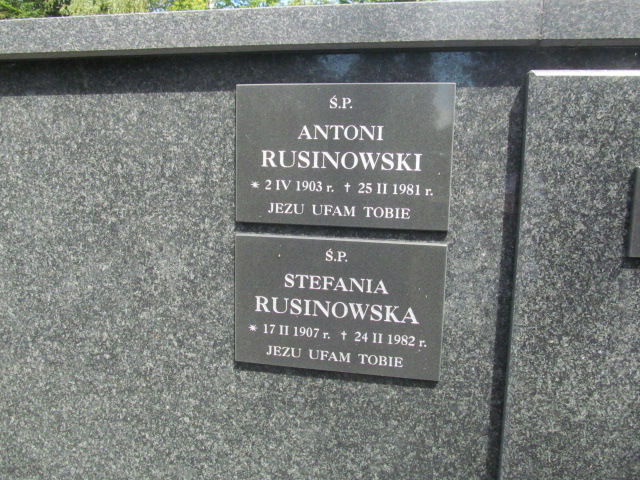 Ś.P.
ANTONI
RUSINOWSKI
* 2 IV 1903 r. † 25 II 1981 r.
JEZU UFAM TOBIE
Ś.P.
STEFANIA
RUSINOWSKA
* 17 II 1907 r. † 24 II 1982 r.
JEZU UFAM TOBIE